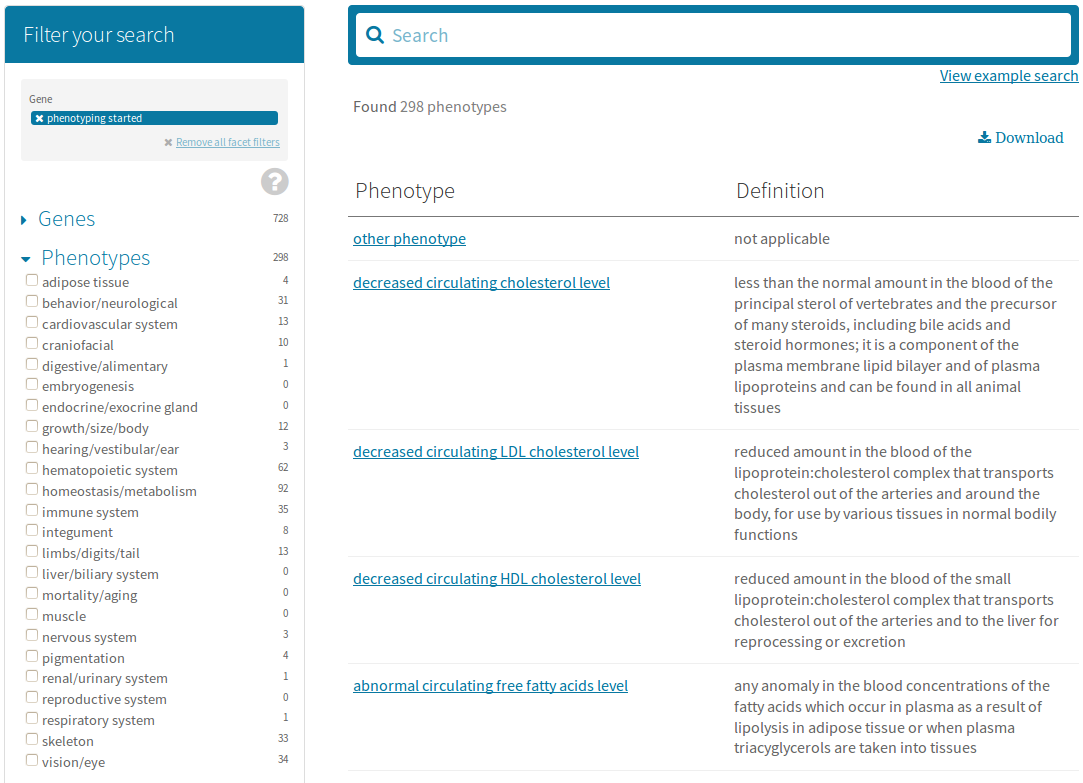 Filter your search
Gene
✖ phenotyping started
✖ Remove all facet filters
?
Genes 728
Phenotypes 298
adipose tissue 4
behavior/neurological 31
cardiovascular system 13
craniofacial 10
digestive/alimentary 1
embryogenesis 0
endocrine/exocrine gland 0
growth/size/body 12
hearing/vestibular/ear 3
hematopoietic system 62
homeostasis/metabolism 92
immune system 35
integument 8
limbs/digits/tail 13
liver/biliary system 0
mortality/aging 0
muscle 0
nervous system 3
pigmentation 4
renal/urinary system 1
reproductive system 0
respiratory system 1
skeleton 33
vision/eye 34
Search
View example search
Found 298 phenotypes
Download
Phenotype Definition
other phenotype not applicable
decreased circulating cholesterol level less than the normal amount in the blood of the
principal sterol of vertebrates and the precursor
of many steroids, including bile acids and
steroid hormones; it is a component of the
plasma membrane lipid bilayer and of plasma
lipoproteins and can be found in all animal
tissues
decreased circulating LDL cholesterol level reduced amount in the blood of the
lipoprotein:cholesterol complex that transports
cholesterol out of the arteries and around the
body, for use by various tissues in normal bodily
functions
decreased circulating HDL cholesterol level reduced amount in the blood of the small
lipoprotein:cholesterol complex that transports
cholesterol out of the arteries and to the liver for
reprocessing or excretion
abnormal circulating free fatty acids level any anomaly in the blood concentrations of the
fatty acids which occur in plasma as a result of
lipolysis in adipose tissue or when plasma
triacyglycerols are taken into tissues